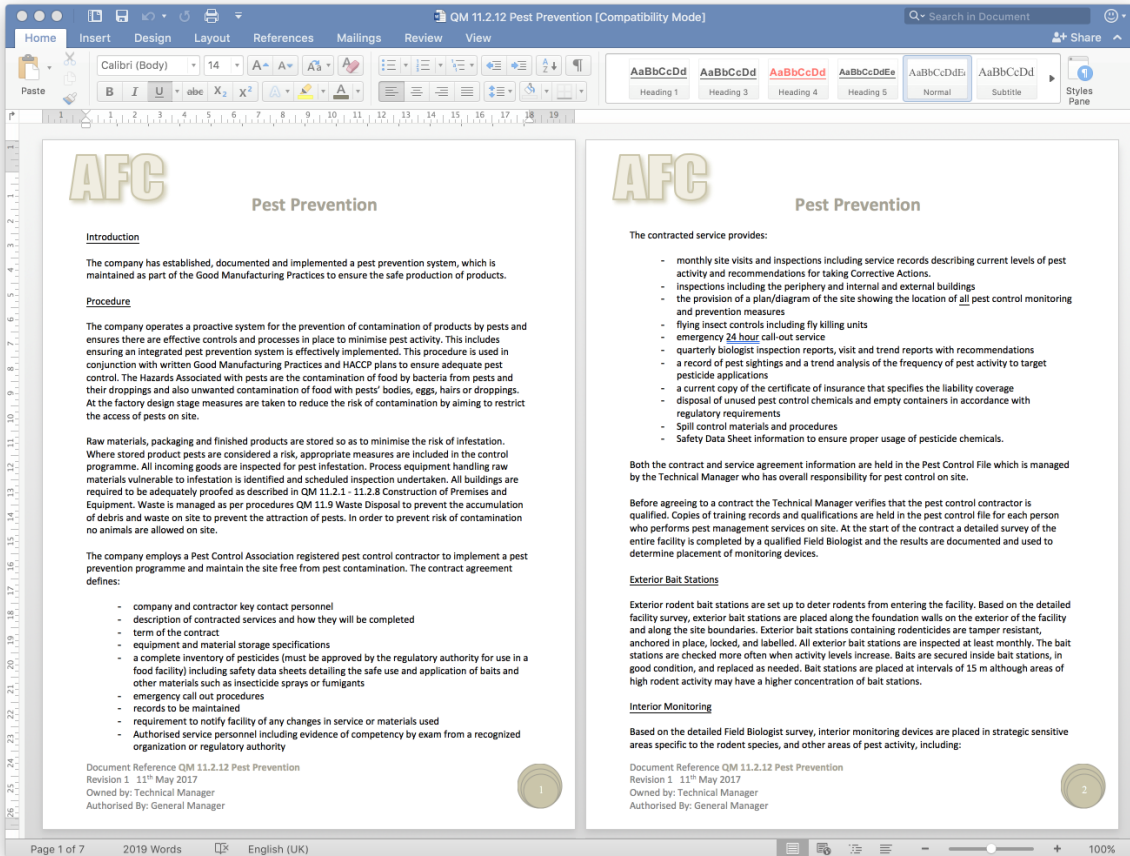 QM 11.2.12 Pest Prevention [Compatibility Mode]
Search in Document
Home Insert Design Layout References Mailings Review View
Share
Paste
Calibri (Body) 14
AaBbCcDd AaBbCcDd AaBbCcDd AaBbCcDdEe AaBbCcDdE AaBbCcDd
Heading 1 Heading 3 Heading 4 Heading 5 Normal Subtitle
Styles
Pane
B I U abc X₂ X² A A
1 1 2 3 4 5 6 7 8 9 10 11 12 13 14 15 16 17 18 19
AFC
Pest Prevention
Introduction
The company has established, documented and implemented a pest prevention system, which is
maintained as part of the Good Manufacturing Practices to ensure the safe production of products.
Procedure
The company operates a proactive system for the prevention of contamination of products by pests and
ensures there are effective controls and processes in place to minimise pest activity. This includes
ensuring an integrated pest prevention system is effectively implemented. This procedure is used in
conjunction with written Good Manufacturing Practices and HACCP plans to ensure adequate pest
control. The Hazards Associated with pests are the contamination of food by bacteria from pests and
their droppings and also unwanted contamination of food with pests' bodies, eggs, hairs or droppings.
At the factory design stage measures are taken to reduce the risk of contamination by aiming to restrict
the access of pests on site.
Raw materials, packaging and finished products are stored so as to minimise the risk of infestation.
Where stored product pests are considered a risk, appropriate measures are included in the control
programme. All incoming goods are inspected for pest infestation. Process equipment handling raw
materials vulnerable to infestation is identified and scheduled inspection undertaken. All buildings are
required to be adequately proofed as described in QM 11.2.1 - 11.2.8 Construction of Premises and
Equipment. Waste is managed as per procedures QM 11.9 Waste Disposal to prevent the accumulation
of debris and waste on site to prevent the attraction of pests. In order to prevent risk of contamination
no animals are allowed on site.
The company employs a Pest Control Association registered pest control contractor to implement a pest
prevention programme and maintain the site free from pest contamination. The contract agreement
defines:
- company and contractor key contact personnel
- description of contracted services and how they will be completed
- term of the contract
- equipment and material storage specifications
- a complete inventory of pesticides (must be approved by the regulatory authority for use in a
food facility) including safety data sheets detailing the safe use and application of baits and
other materials such as insecticide sprays or fumigants
- emergency call out procedures
- records to be maintained
- requirement to notify facility of any changes in service or materials used
- Authorised service personnel including evidence of competency by exam from a recognized
organization or regulatory authority
Document Reference QM 11.2.12 Pest Prevention
Revision 1 11th May 2017
Owned by: Technical Manager
Authorised By: General Manager
1
AFC
Pest Prevention
The contracted service provides:
- monthly site visits and inspections including service records describing current levels of pest
activity and recommendations for taking Corrective Actions.
- inspections including the periphery and internal and external buildings
- the provision of a plan/diagram of the site showing the location of all pest control monitoring
and prevention measures
- flying insect controls including fly killing units
- emergency 24 hour call-out service
- quarterly biologist inspection reports, visit and trend reports with recommendations
- a record of pest sightings and a trend analysis of the frequency of pest activity to target
pesticide applications
- a current copy of the certificate of insurance that specifies the liability coverage
- disposal of unused pest control chemicals and empty containers in accordance with
regulatory requirements
- Spill control materials and procedures
- Safety Data Sheet information to ensure proper usage of pesticide chemicals.
Both the contract and service agreement information are held in the Pest Control File which is managed
by the Technical Manager who has overall responsibility for pest control on site.
Before agreeing to a contract the Technical Manager verifies that the pest control contractor is
qualified. Copies of training records and qualifications are held in the pest control file for each person
who performs pest management services on site. At the start of the contract a detailed survey of the
entire facility is completed by a qualified Field Biologist and the results are documented and used to
determine placement of monitoring devices.
Exterior Bait Stations
Exterior rodent bait stations are set up to deter rodents from entering the facility. Based on the detailed
facility survey, exterior bait stations are placed along the foundation walls on the exterior of the facility
and along the site boundaries. Exterior bait stations containing rodenticides are tamper resistant,
anchored in place, locked, and labelled. All exterior bait stations are inspected at least monthly. The bait
stations are checked more often when activity levels increase. Baits are secured inside bait stations, in
good condition, and replaced as needed. Bait stations are placed at intervals of 15 m although areas of
high rodent activity may have a higher concentration of bait stations.
Interior Monitoring
Based on the detailed Field Biologist survey, interior monitoring devices are placed in strategic sensitive
areas specific to the rodent species, and other areas of pest activity, including:
Document Reference QM 11.2.12 Pest Prevention
Revision 1 11th May 2017
Owned by: Technical Manager
Authorised By: General Manager
2
Page 1 of 7 2019 Words English (UK) 100%